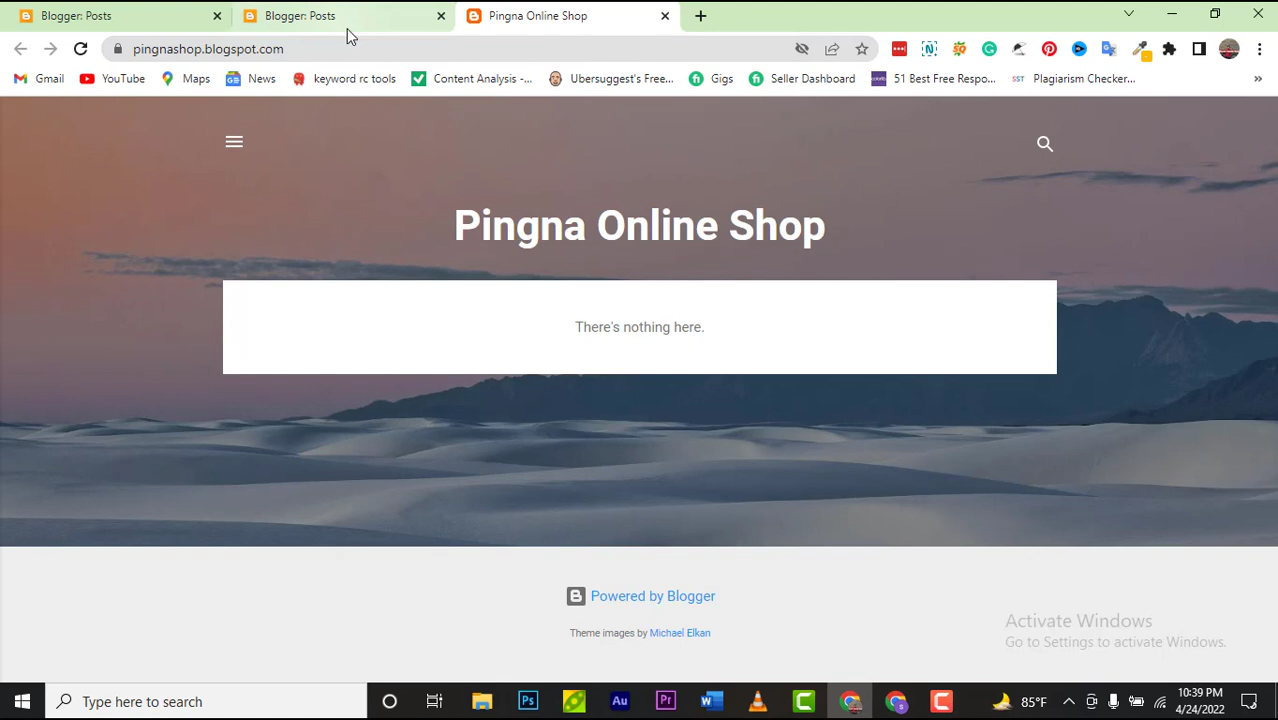 Blogger: Posts
Blogger: Posts
Pingna Online Shop
pingnashop.blogspot.com
Gmail
YouTube
Maps
News
keyword rc tools
Content Analysis -...
Ubersuggest's Free...
Gigs
Seller Dashboard
51 Best Free Respo...
Plagiarism Checker...
Pingna Online Shop
There's nothing here.
Powered by Blogger
Theme images by Michael Elkan
Activate Windows
Go to Settings to activate Windows.
Type here to search
85°F
10:39 PM
4/24/2022